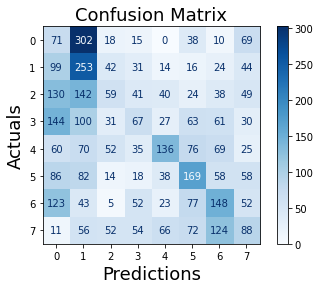 Confusion Matrix
0 71 302 18 15 0 38 10 69
1 99 253 41 31 14 16 24 44
2 130 142 59 41 40 24 38 49
3 144 100 31 67 27 63 61 30
4 60 70 52 35 136 76 69 25
5 86 82 14 18 38 169 58 58
6 123 43 5 52 23 77 148 52
7 11 56 52 54 66 72 124 88
0 1 2 3 4 5 6 7
Actuals
Predictions
300
250
200
150
100
50
0